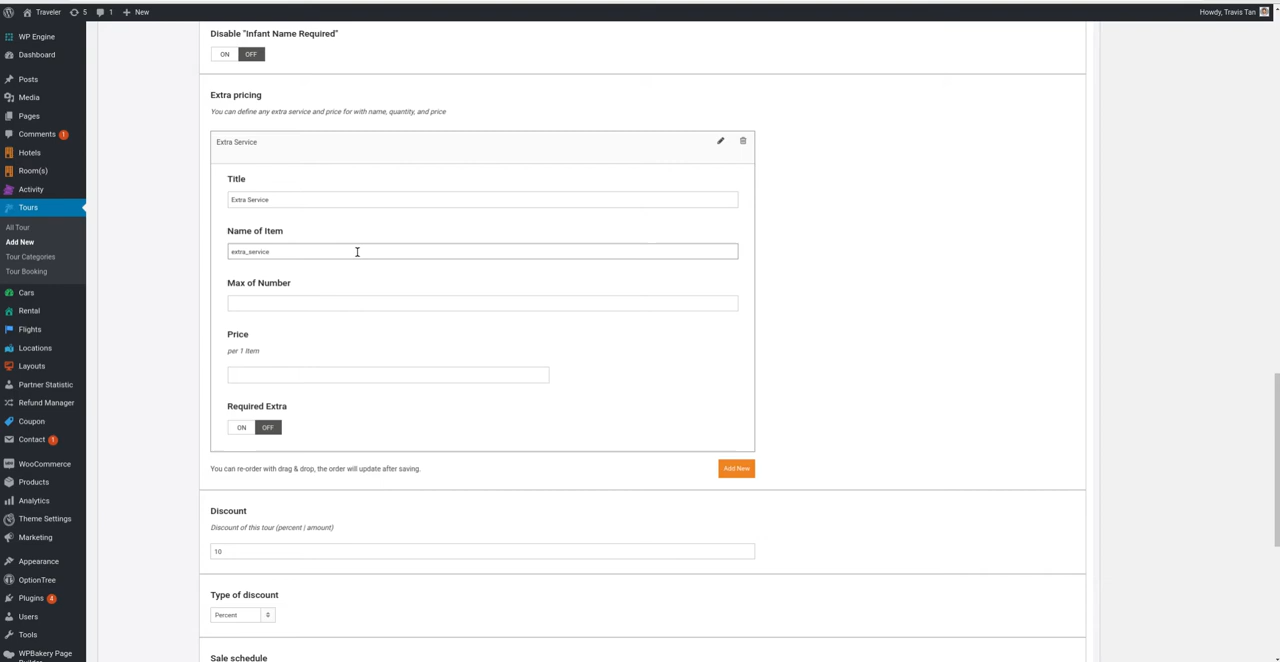 Traveler 5 1 New Howdy, Travis Tan
WP Engine
Dashboard
Posts
Media
Pages
Comments 1
Hotels
Room(s)
Activity
Tours
All Tour
Add New
Tour Categories
Tour Booking
Cars
Rental
Flights
Locations
Layouts
Partner Statistic
Refund Manager
Coupon
Contact 1
WooCommerce
Products
Analytics
Theme Settings
Marketing
Appearance
OptionTree
Plugins 4
Users
Tools
WPBakery Page
Disable "Infant Name Required"
ON OFF
Extra pricing
You can define any extra service and price for with name, quantity, and price
Extra Service
Title
Extra Service
Name of Item
extra_service
Max of Number
Price
per 1 Item
Required Extra
ON OFF
You can re-order with drag & drop, the order will update after saving.
Add New
Discount
Discount of this tour (percent | amount)
10
Type of discount
Percent
Sale schedule